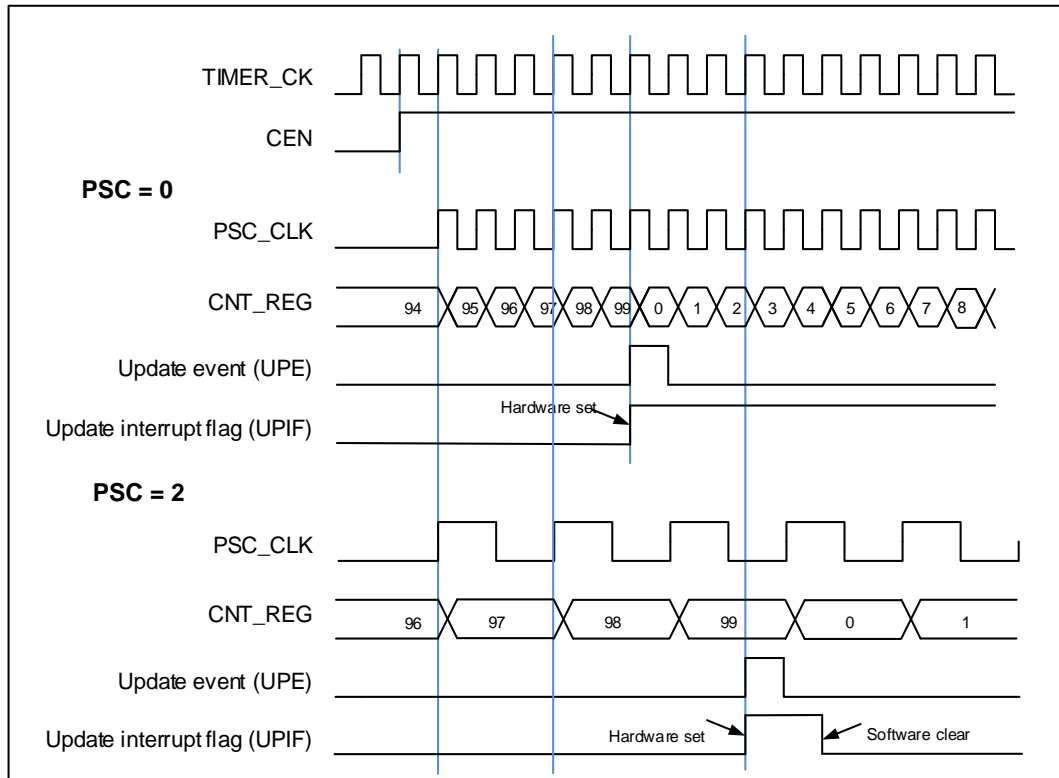 TIMER_CK
CEN
PSC = 0
PSC_CLK
CNT_REG 94 95 96 97 98 99 0 1 2 3 4 5 6 7 8
Update event (UPE)
Hardware set
Update interrupt flag (UPIF)
PSC = 2
PSC_CLK
CNT_REG 96 97 98 99 0 1
Update event (UPE)
Update interrupt flag (UPIF) Hardware set Software clear